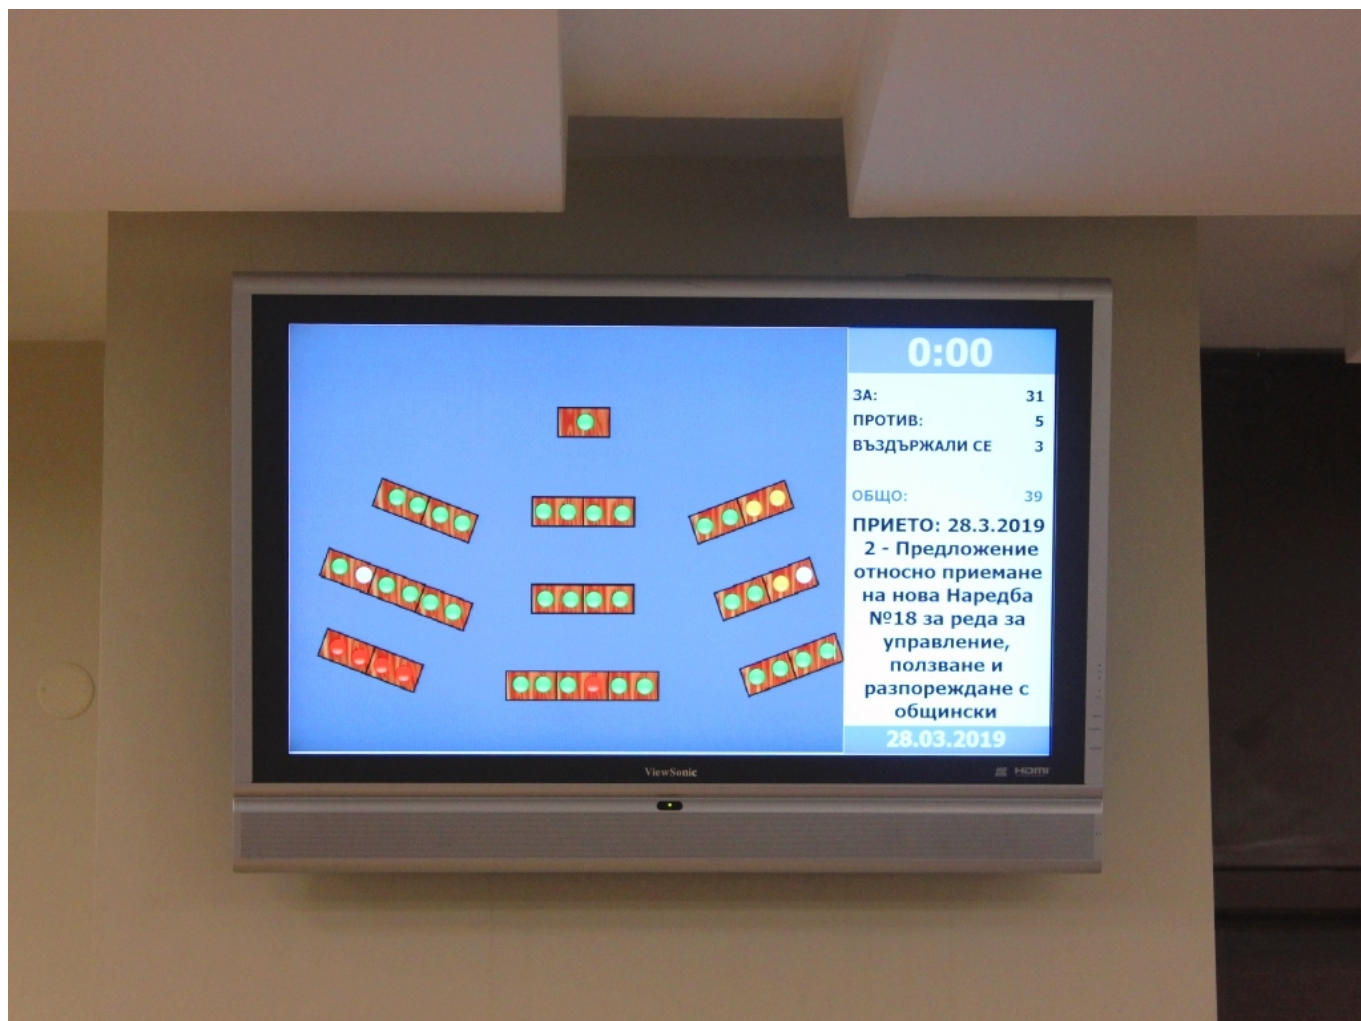 0:00
ЗА: 31
ПРОТИВ: 5
ВЪЗДЪРЖАЛИ СЕ 3
ОБЩО: 39
ПРИЕТО: 28.3.2019
2 - Предложение
относно приемане
на нова Наредба
№18 за реда за
управление,
ползване и
разпореждане с
общински
28.03.2019
ViewSonic
HDMI